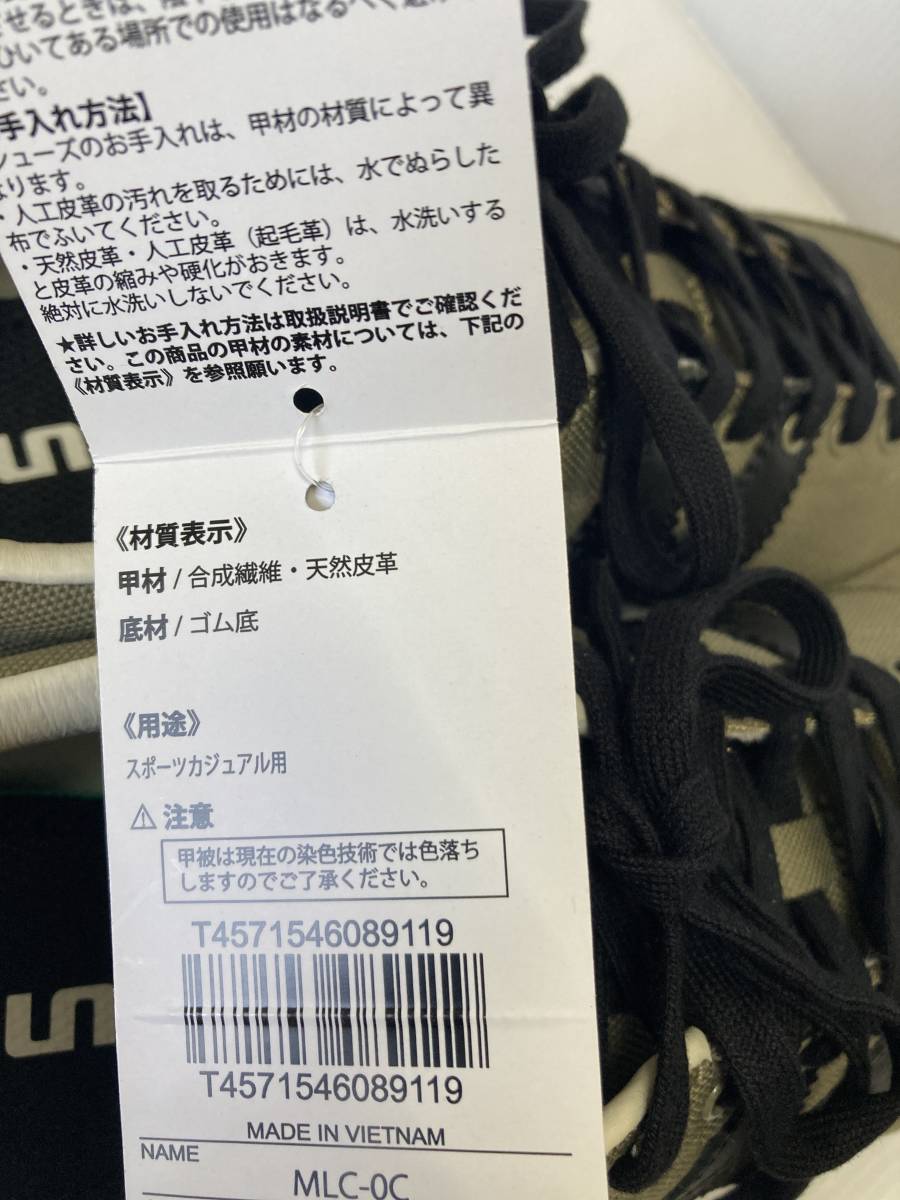 ひいてある場所での使用はなるべく
さい。
手入れ方法】
シューズのお手入れは、甲材の材質によって異
なります。
・人工皮革の汚れを取るためには、水でぬらした
布でふいてください。
・天然皮革・人工皮革（起毛革）は、水洗いする
と皮革の縮みや硬化がおきます。
絶対に水洗いしないでください。
★詳しいお手入れ方法は取扱説明書でご確認くだ
さい。この商品の甲材の素材については、下記の
《材質表示》を参照願います。
《材質表示》
甲材 / 合成繊維・天然皮革
底材 / ゴム底
《用途》
スポーツカジュアル用
⚠ 注意
甲被は現在の染色技術では色落ち
しますのでご了承ください。
T4571546089119
T4571546089119
MADE IN VIETNAM
NAME
MLC-0C
S
S